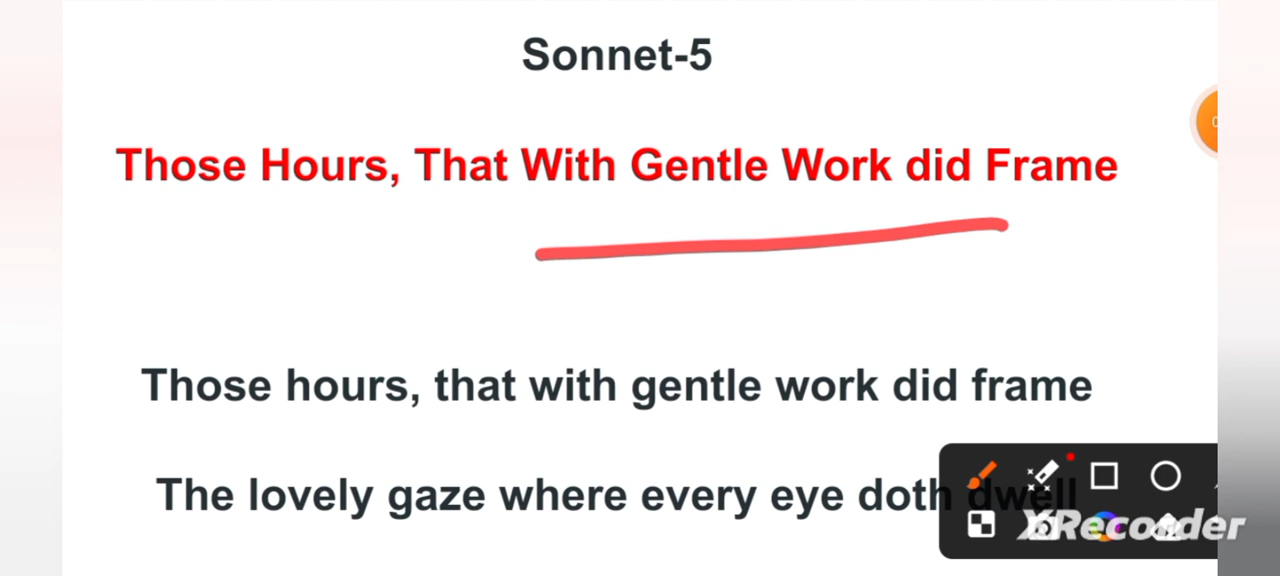 Sonnet-5
Those Hours, That With Gentle Work did Frame
Those hours, that with gentle work did frame
The lovely gaze where every eye doth dwell
XRecorder